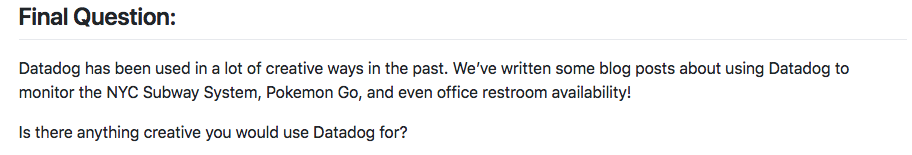 Final Question:
Datadog has been used in a lot of creative ways in the past. We’ve written some blog posts about using Datadog to
monitor the NYC Subway System, Pokemon Go, and even office restroom availability!
Is there anything creative you would use Datadog for?